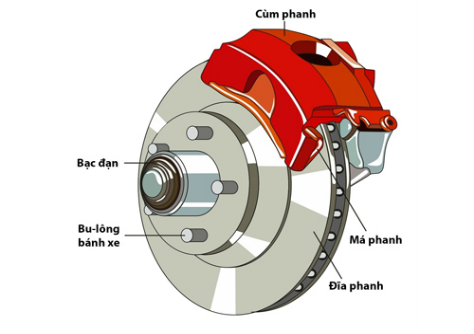 Cùm phanh
Bạc đạn
Bu-lông
bánh xe
Má phanh
Đĩa phanh